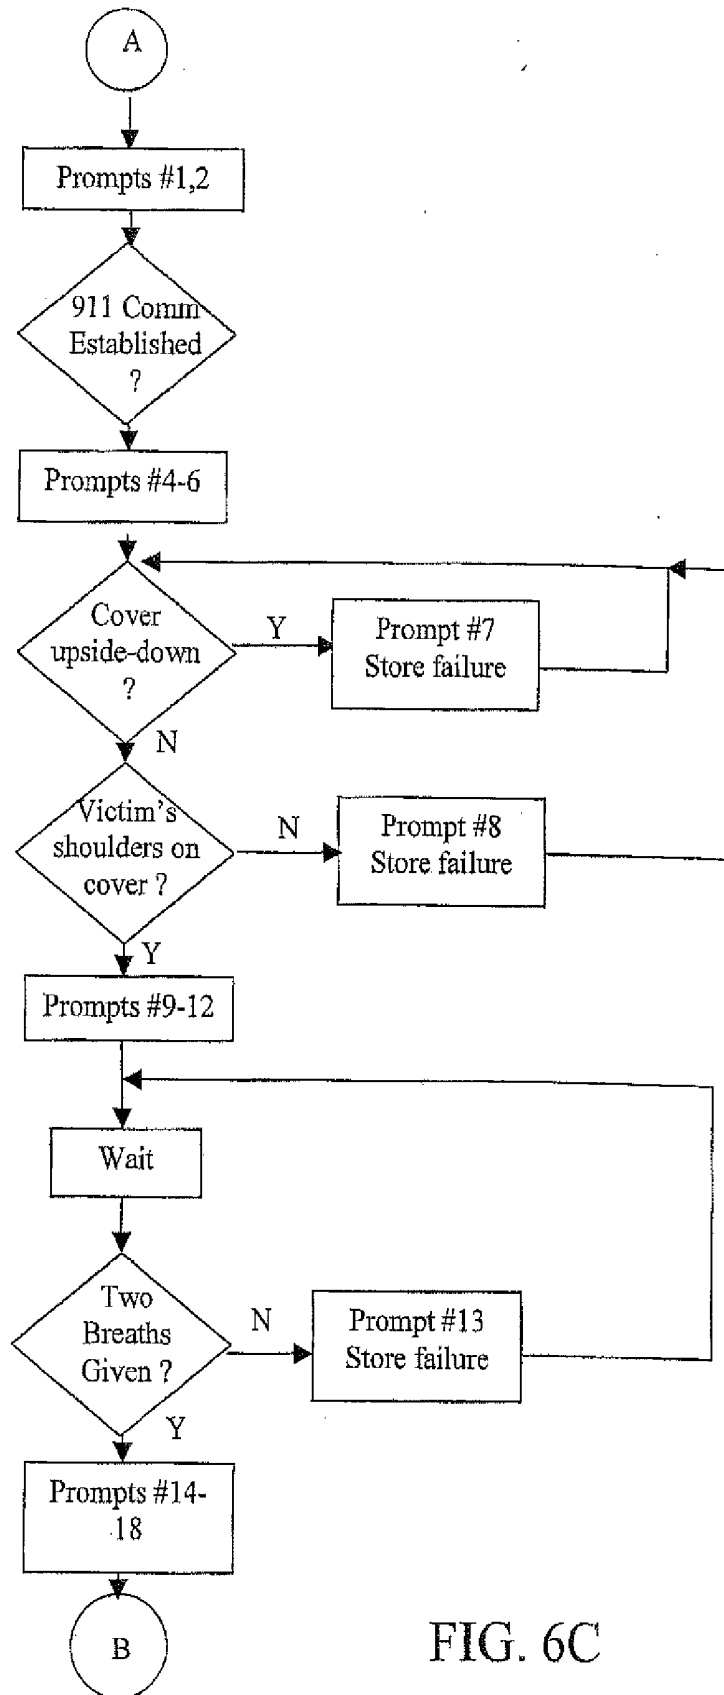 A
Prompts #1,2
911 Comm
Established
?
Prompts #4-6
Cover
upside-down
?
Y
Prompt #7
Store failure
N
Victim's
shoulders on
cover ?
N
Prompt #8
Store failure
Y
Prompts #9-12
Wait
Two
Breaths
Given ?
N
Prompt #13
Store failure
Y
Prompts #14-
18
B
FIG. 6C